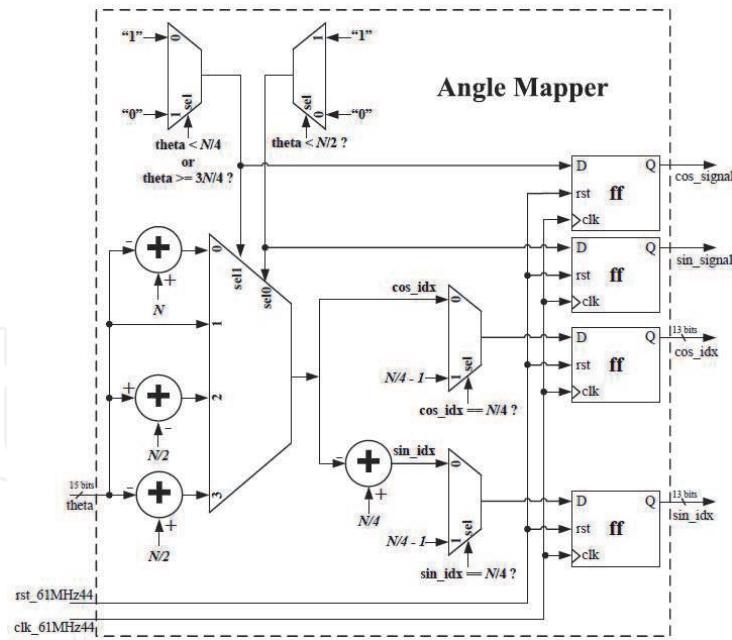 Angle Mapper
"1"
0
1
"1"
"0"
1
sel
sel
0
"0"
theta < N/4
or
theta >= 3N/4 ?
theta < N/2 ?
D Q
rst ff
clk
cos_signal
D Q
rst ff
clk
sin_signal
- + +
N
0
sel1
sel0
1
+ + -
N/2
2
15 bits
theta
- + +
N/2
3
cos_idx
0
N/4 - 1
1 sel
cos_idx == N/4 ?
D Q
rst ff
clk
13 bits
cos_idx
- + +
N/4
sin_idx
0
N/4 - 1
1 sel
sin_idx == N/4 ?
D Q
rst ff
clk
13 bits
sin_idx
rst_61MHz44
clk_61MHz44